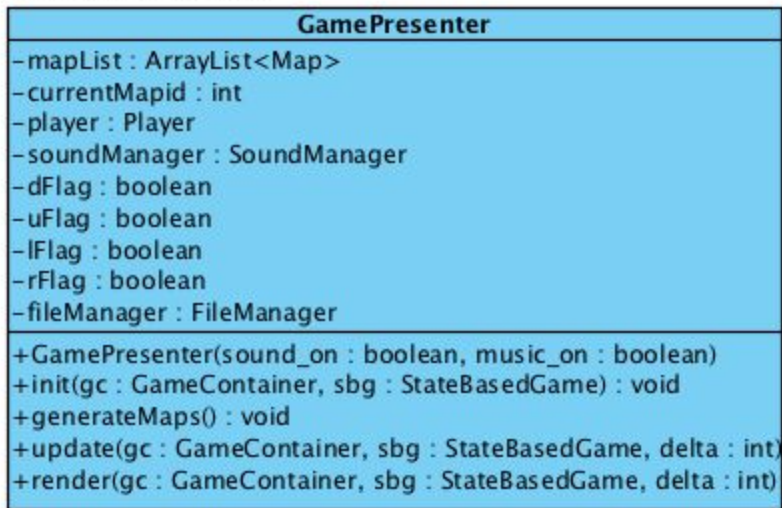 GamePresenter
-mapList : ArrayList<Map>
-currentMapid : int
-player : Player
-soundManager : SoundManager
-dFlag : boolean
-uFlag : boolean
-lFlag : boolean
-rFlag : boolean
-fileManager : FileManager
+GamePresenter(sound_on : boolean, music_on : boolean)
+init(gc : GameContainer, sbg : StateBasedGame) : void
+generateMaps() : void
+update(gc : GameContainer, sbg : StateBasedGame, delta : int)
+render(gc : GameContainer, sbg : StateBasedGame, delta : int)